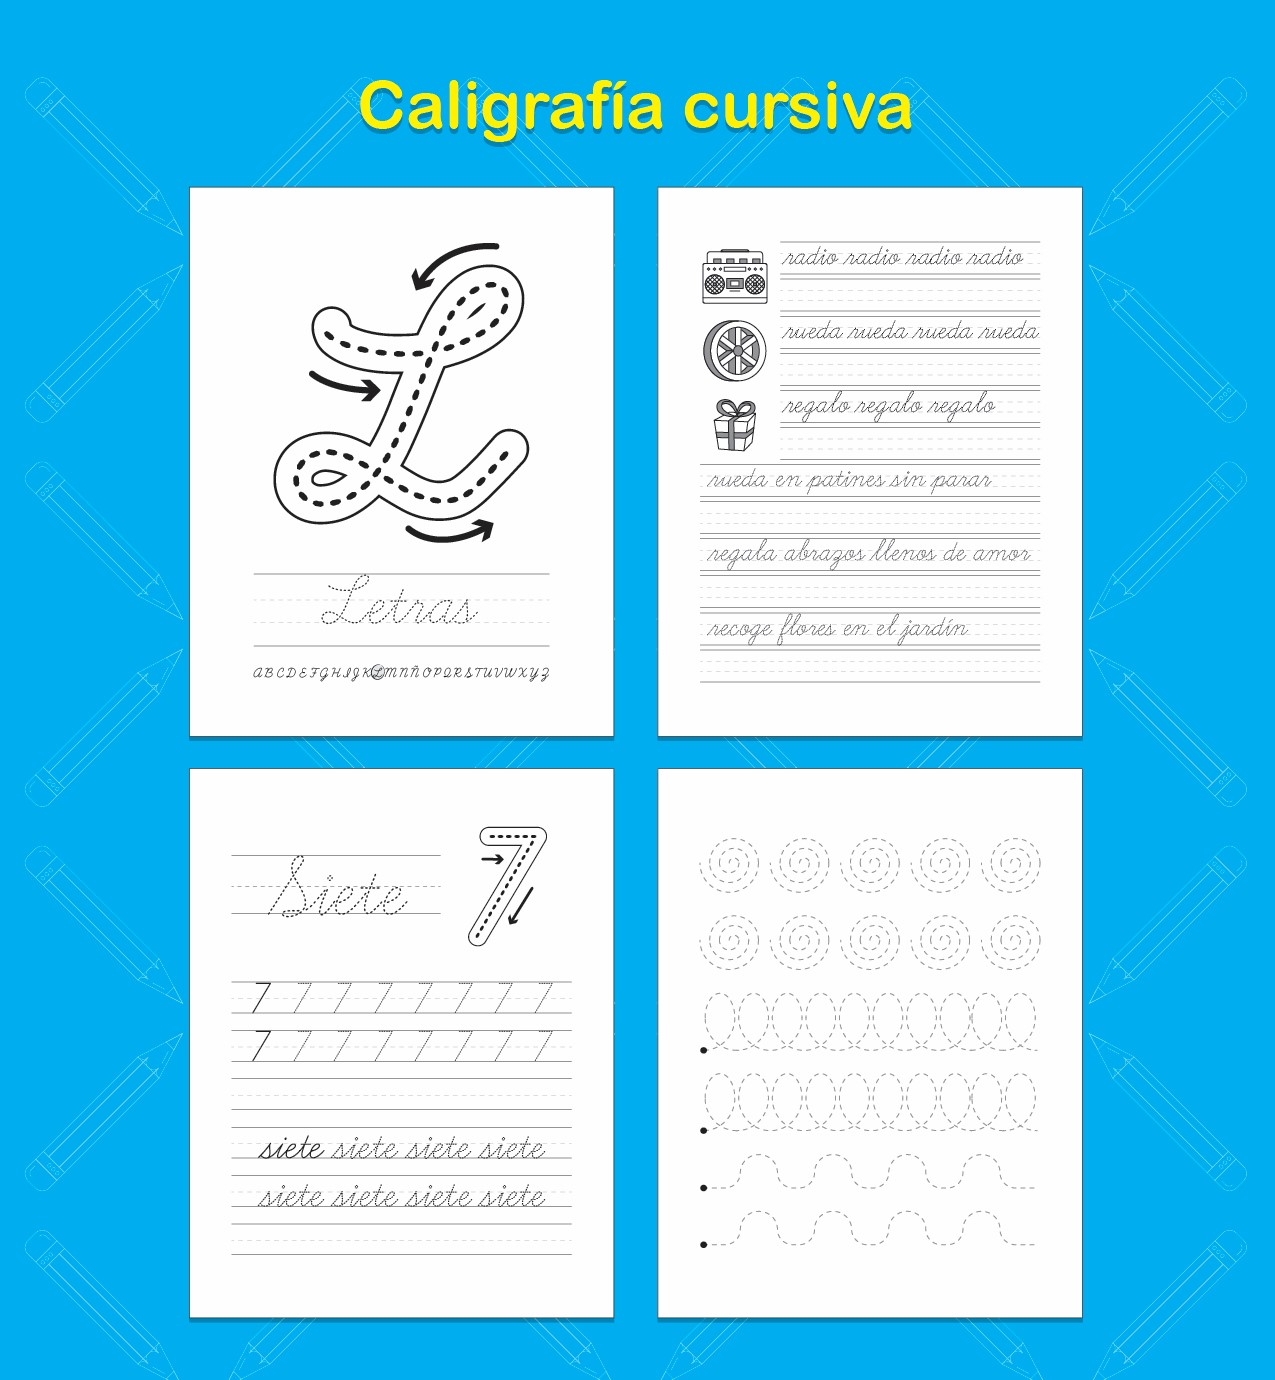 Caligrafía cursiva
Letras
A B C D E F G H I J K L M N Ñ O P Q R S T U V W X Y Z
radio radio radio radio
rueda rueda rueda rueda
regalo regalo regalo
rueda en patines sin parar
regala abrazos llenos de amor
recoge flores en el jardín
Siete
7
7 7 7 7 7 7 7 7
7 7 7 7 7 7 7 7
siete siete siete siete
siete siete siete siete